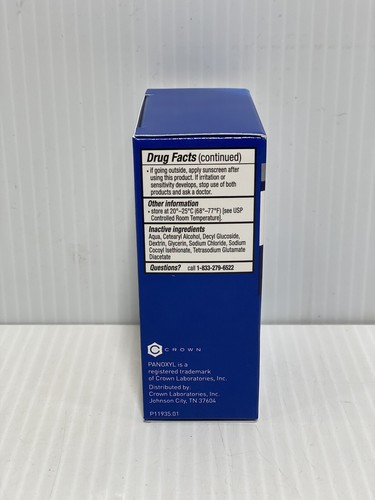 Drug Facts (continued)
• if going outside, apply sunscreen after
using this product. If irritation or
sensitivity develops, stop use of both
products and ask a doctor.
Other information
• store at 20°–25°C (68°–77°F) [see USP
Controlled Room Temperature].
Inactive ingredients
Aqua, Cetearyl Alcohol, Decyl Glucoside,
Dextrin, Glycerin, Sodium Chloride, Sodium
Cocoyl Isethionate, Tetrasodium Glutamate
Diacetate
Questions? call 1-833-279-6522
CROWN
PANOXYL is a
registered trademark
of Crown Laboratories, Inc.
Distributed by:
Crown Laboratories, Inc.
Johnson City, TN 37604
P11935.01